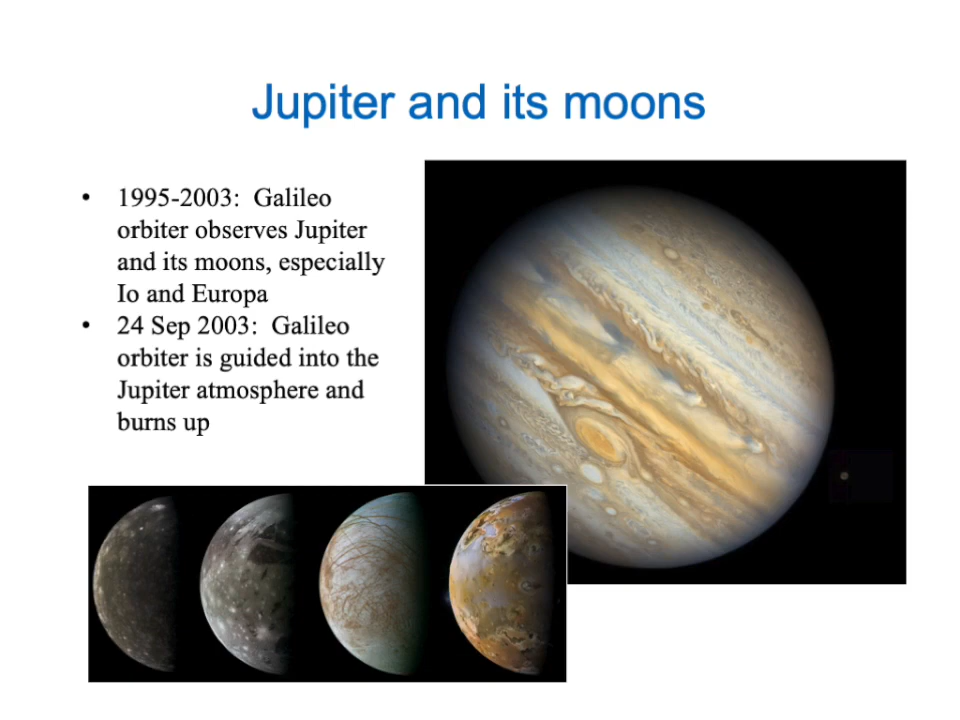 Jupiter and its moons
• 1995-2003:  Galileo
orbiter observes Jupiter
and its moons, especially
Io and Europa
• 24 Sep 2003:  Galileo
orbiter is guided into the
Jupiter atmosphere and
burns up